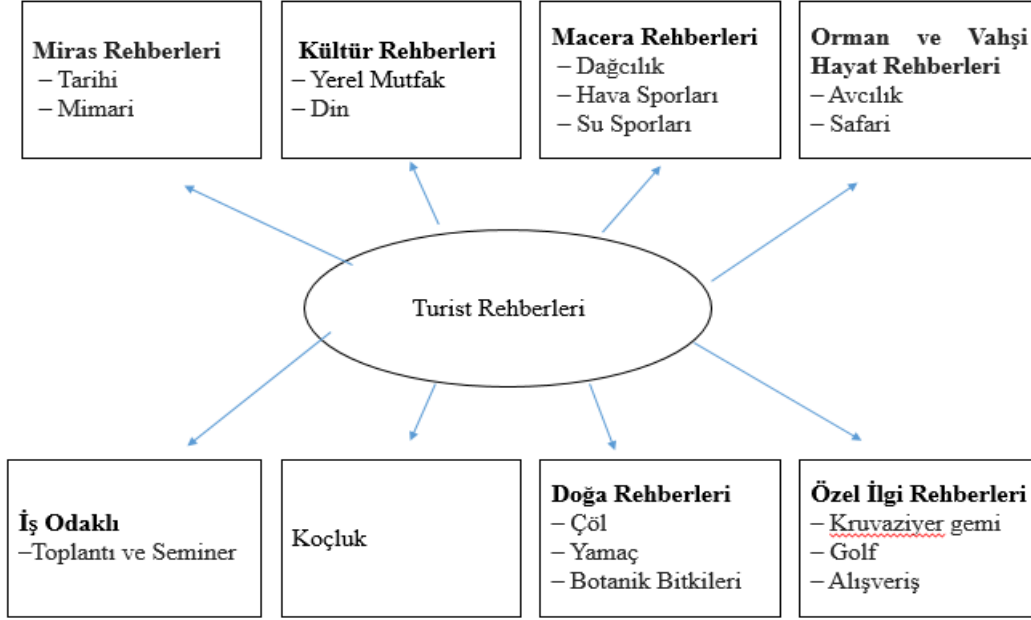 Miras Rehberleri
– Tarihi
– Mimari
Kültür Rehberleri
– Yerel Mutfak
– Din
Macera Rehberleri
– Dağcılık
– Hava Sporları
– Su Sporları
Orman ve Vahşi
Hayat Rehberleri
– Avcılık
– Safari
Turist Rehberleri
İş Odaklı
–Toplantı ve Seminer
Koçluk
Doğa Rehberleri
– Çöl
– Yamaç
– Botanik Bitkileri
Özel İlgi Rehberleri
– Kruvaziyer gemi
– Golf
– Alışveriş